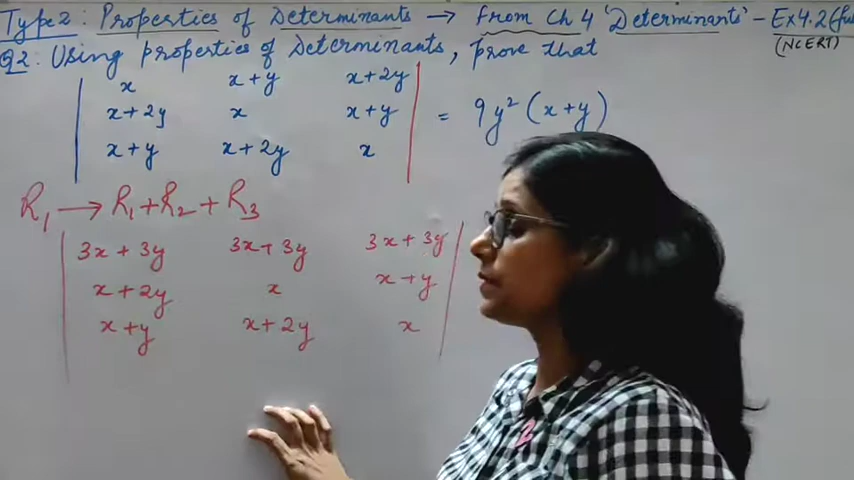 Type 2: Properties of Determinants → From Ch 4 'Determinants' - Ex 4.2
(NCERT)
Q2: Using properties of Determinants, prove that
x x+y x+2y
x+2y x x+y = 9y² (x+y)
x+y x+2y x
R₁ → R₁+R₂+R₃
3x+3y 3x+3y 3x+3y
x+2y x x+y
x+y x+2y x